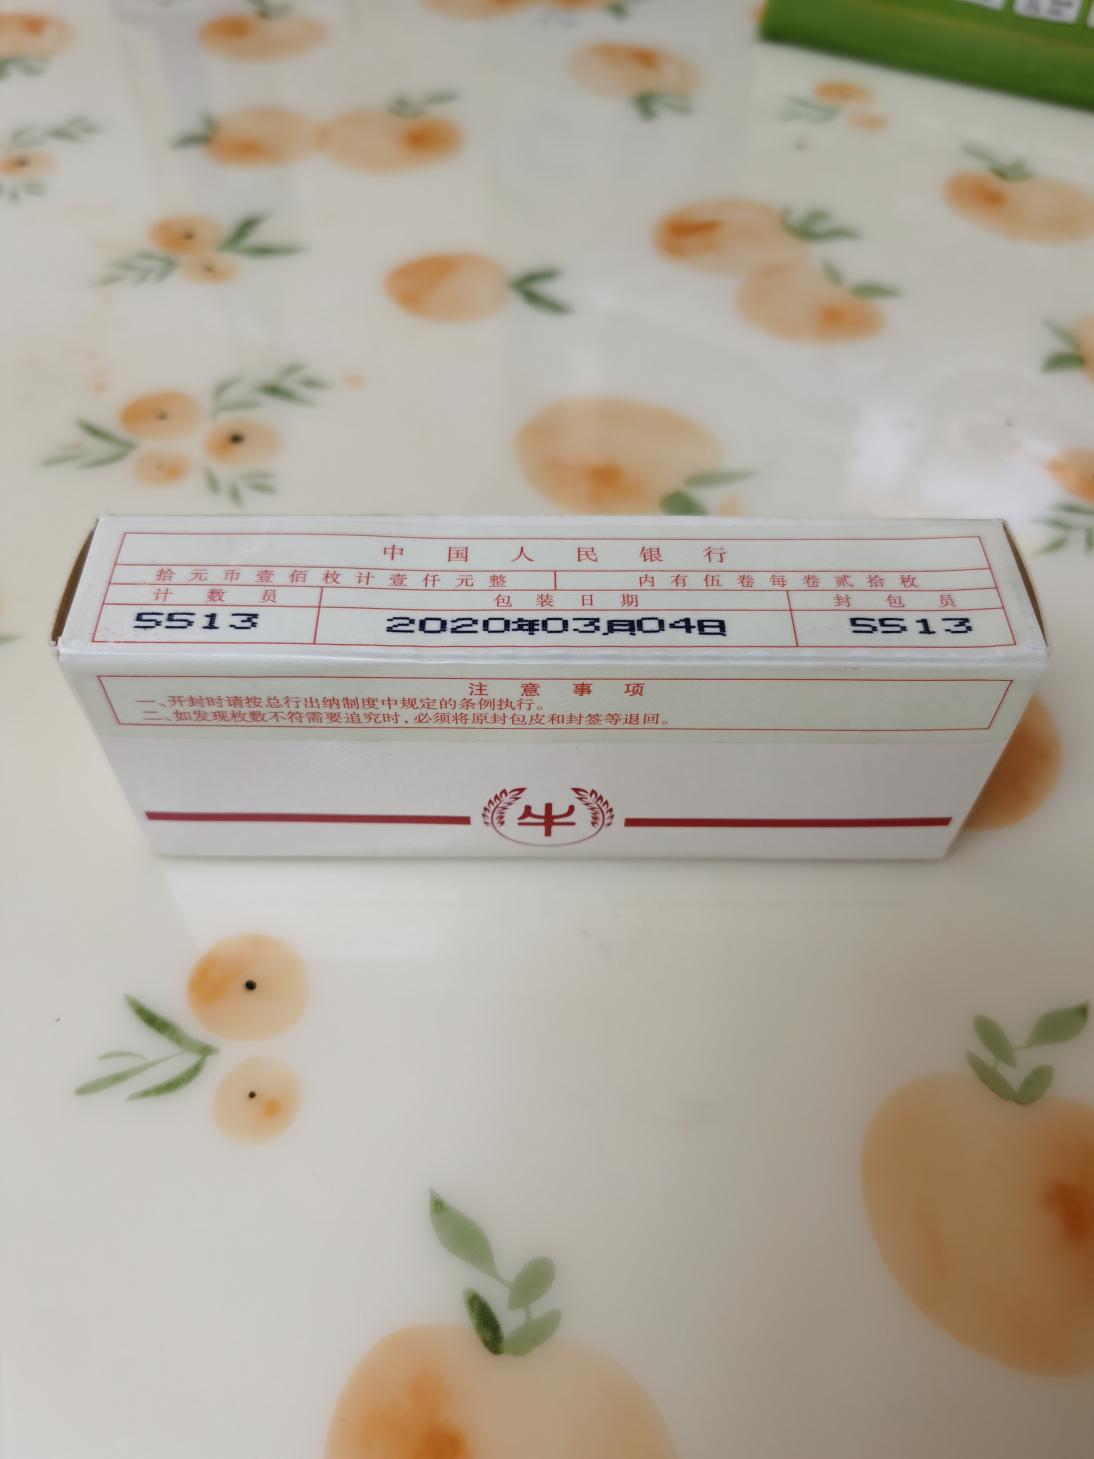 中国人民银行
拾元币壹佰枚计壹仟元整 内有伍卷每卷贰拾枚
计数员 包装日期 封包员
5513 2020年03月04日 5513
注意事项
一、开封时请按总行出纳制度中规定的条例执行。
二、如发现枚数不符需要追究时,必须将原封包皮和封签等退回。
牛